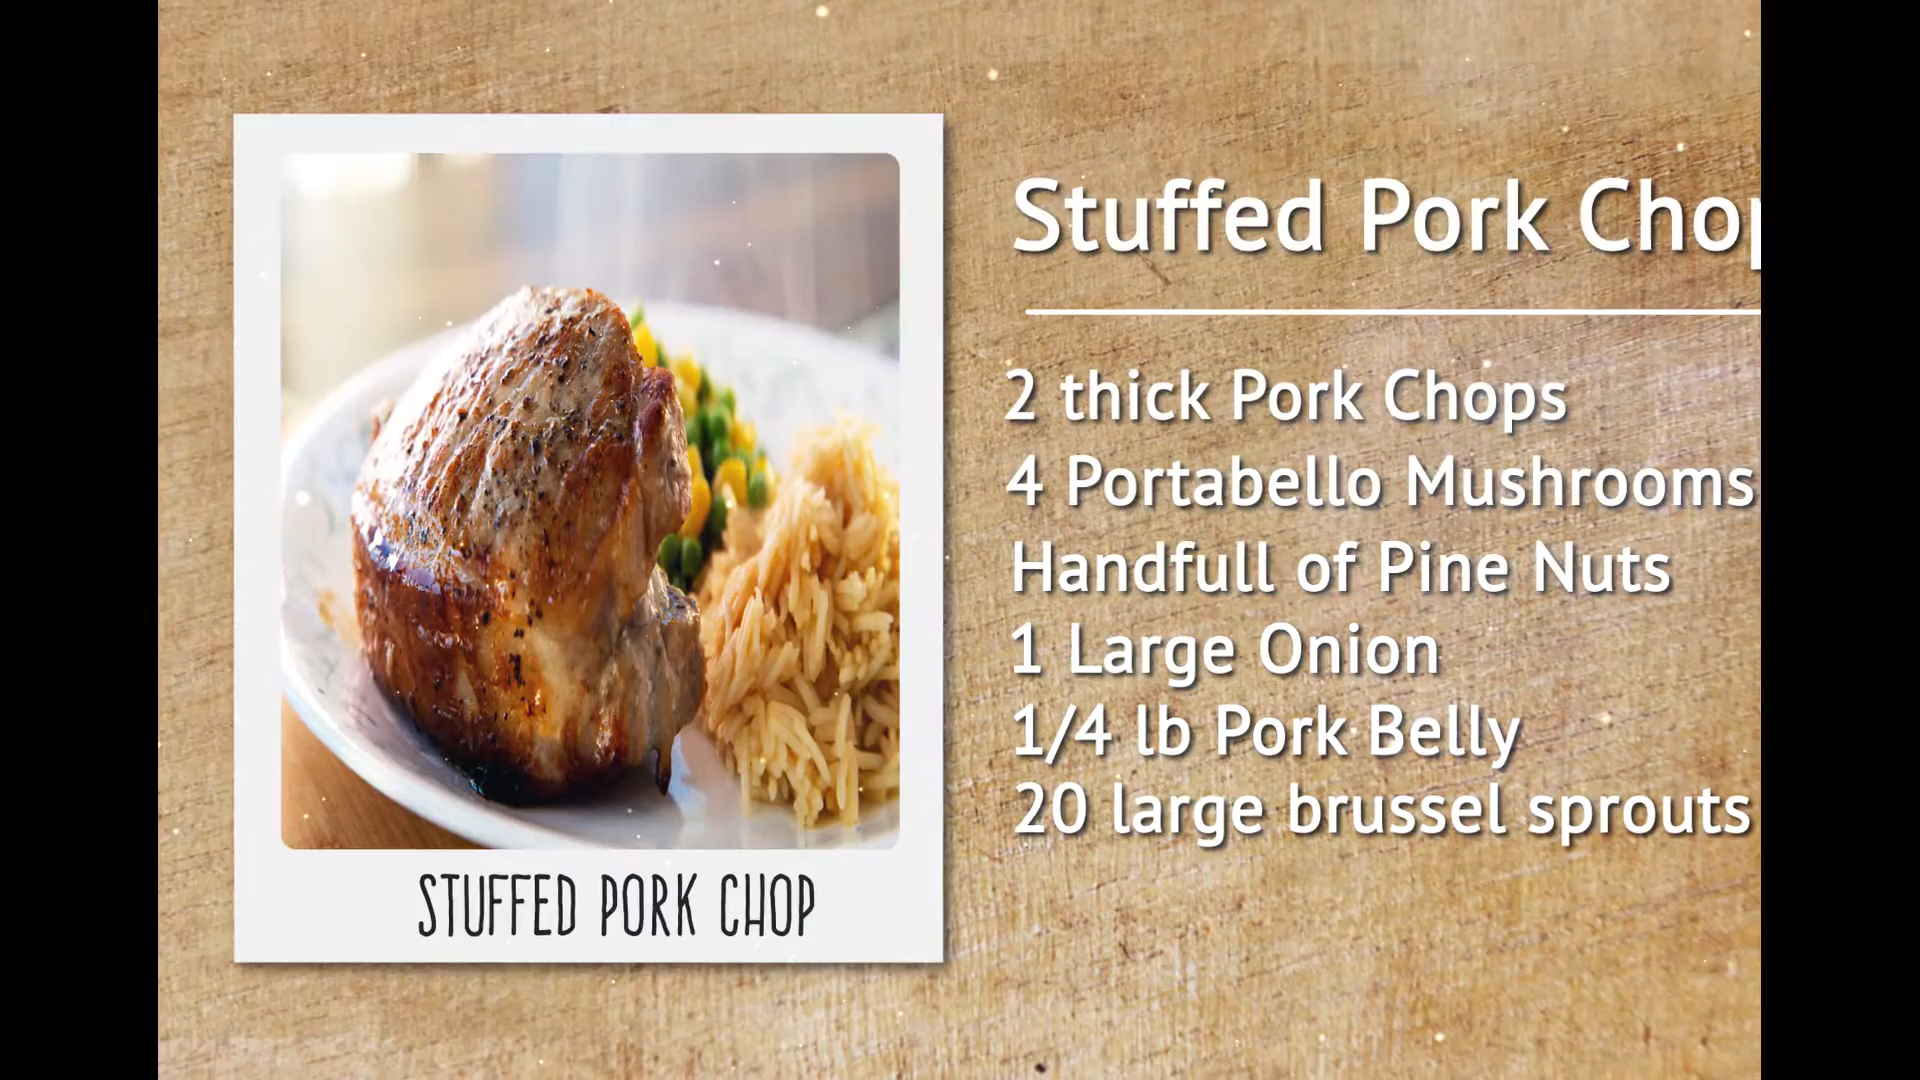 Stuffed Pork Chop
2 thick Pork Chops
4 Portabello Mushrooms
Handfull of Pine Nuts
1 Large Onion
1/4 lb Pork Belly
20 large brussel sprouts
STUFFED PORK CHOP